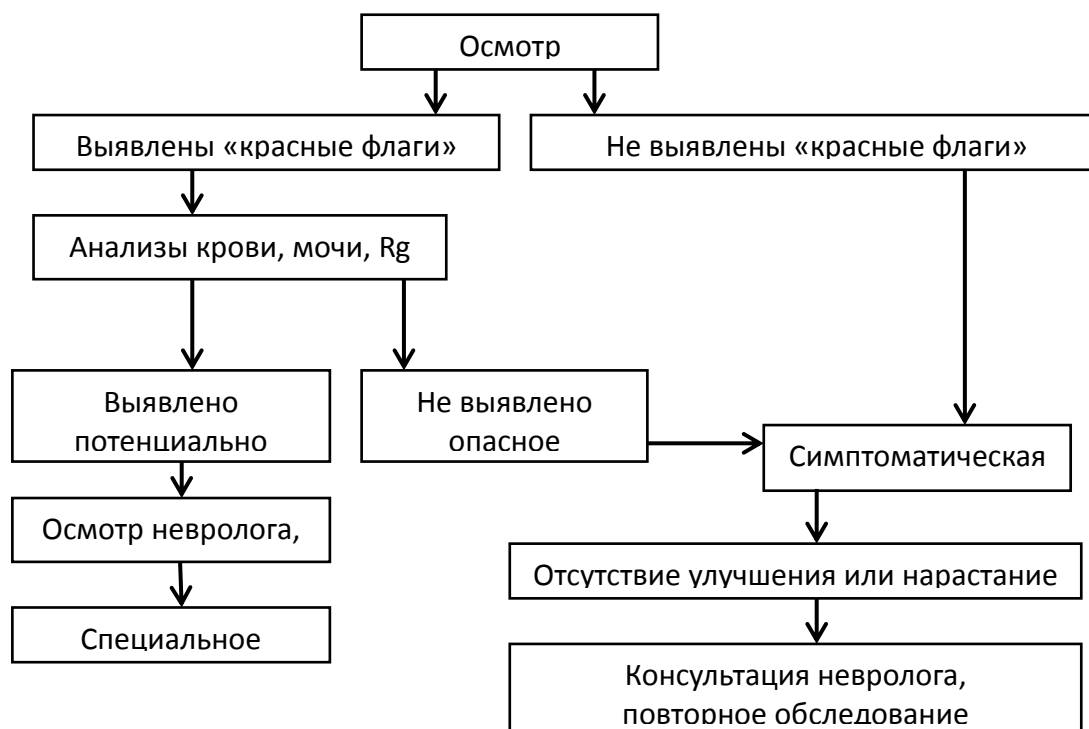 Осмотр
Выявлены «красные флаги»
Не выявлены «красные флаги»
Анализы крови, мочи, Rg
Выявлено
потенциально
Не выявлено
опасное
Симптоматическая
Осмотр невролога,
Отсутствие улучшения или нарастание
Специальное
Консультация невролога,
повторное обследование